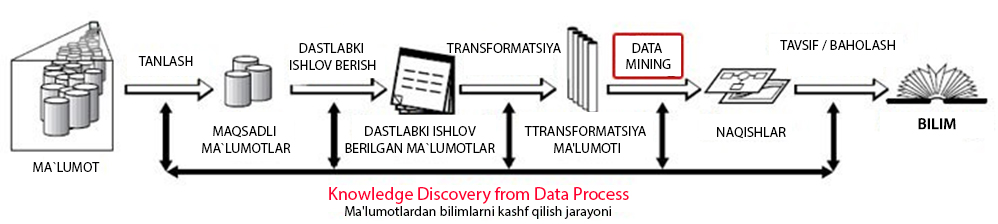 MA`LUMOT
TANLASH
MAQSADLI
MA`LUMOTLAR
DASTLABKI
ISHLOV BERISH
DASTLABKI ISHLOV
BERILGAN MA`LUMOTLAR
TRANSFORMATSIYA
TTRANSFORMATSIYA
MA'LUMOTI
DATA
MINING
NAQISHLAR
TAVSIF / BAHOLASH
BILIM
Knowledge Discovery from Data Process
Ma'lumotlardan bilimlarni kashf qilish jarayoni